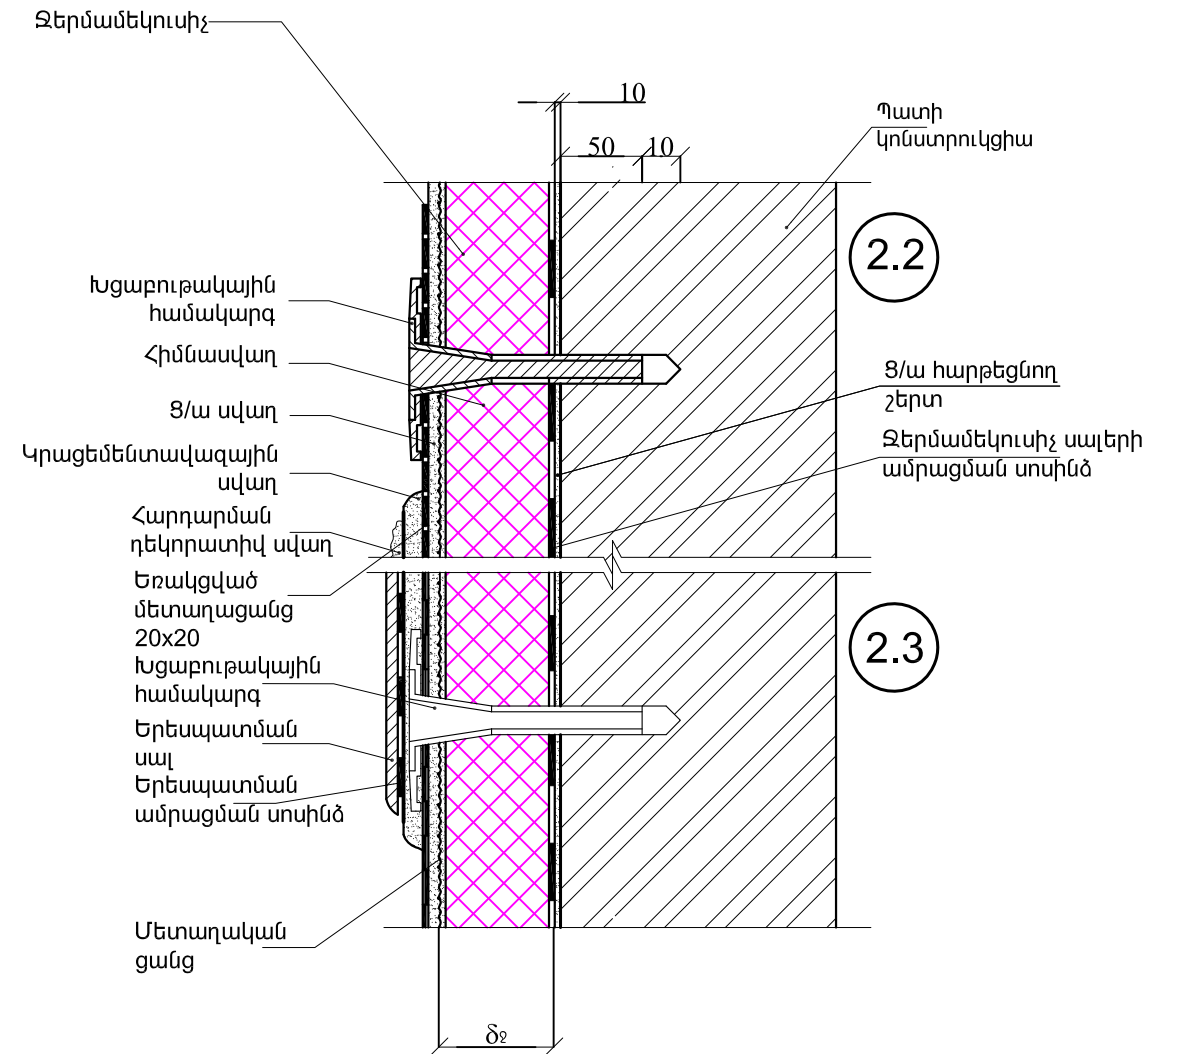 Ջերմամեկուսիչ
10
50
10
Պատի
կոնստրուկցիա
2.2
Խցաբութակային
համակարգ
Հիմնասվաղ
Ց/ա սվաղ
Կրացեմենտավազային
սվաղ
Հարդարման
դեկորատիվ սվաղ
Եռակցված
մետաղացանց
20x20
Խցաբութակային
համակարգ
Երեսպատման
սալ
Երեսպատման
ամրացման սոսինձ
Մետաղական
ցանց
Ց/ա հարթեցնող
շերտ
Ջերմամեկուսիչ սալերի
ամրացման սոսինձ
2.3
δջ